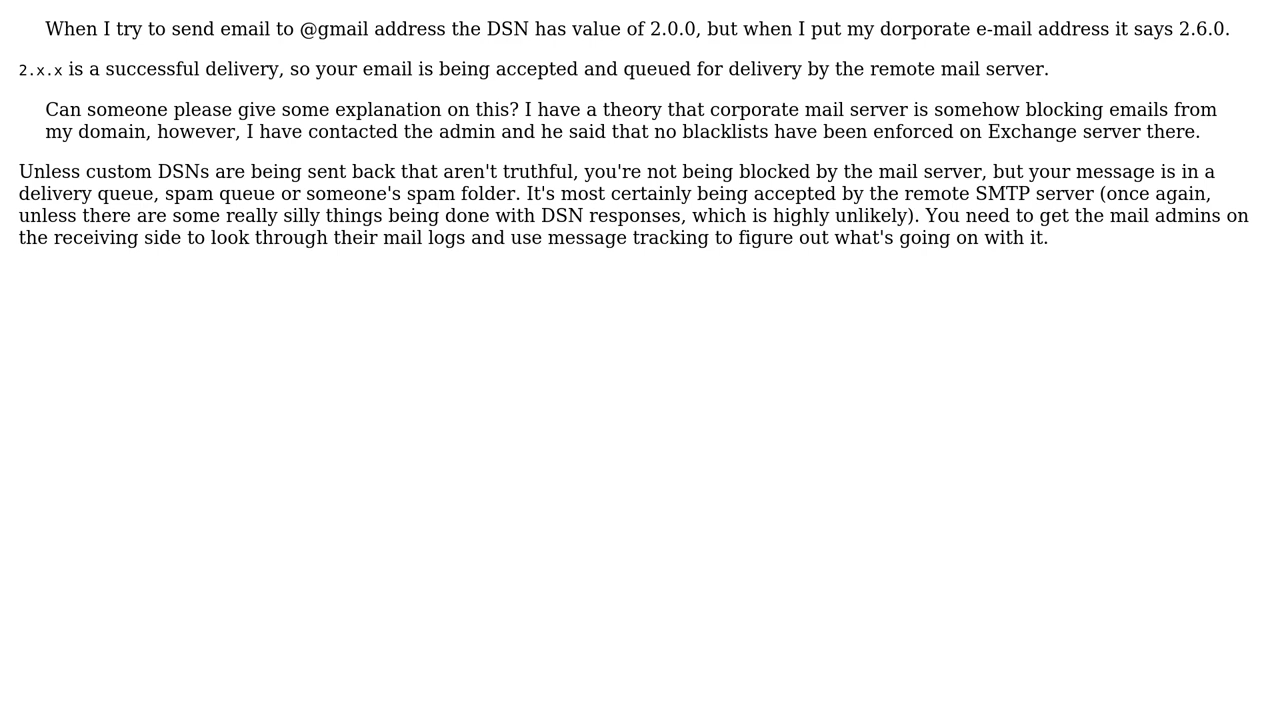 When I try to send email to @gmail address the DSN has value of 2.0.0, but when I put my dorporate e-mail address it says 2.6.0.
2.x.x is a successful delivery, so your email is being accepted and queued for delivery by the remote mail server.
Can someone please give some explanation on this? I have a theory that corporate mail server is somehow blocking emails from
my domain, however, I have contacted the admin and he said that no blacklists have been enforced on Exchange server there.
Unless custom DSNs are being sent back that aren't truthful, you're not being blocked by the mail server, but your message is in a
delivery queue, spam queue or someone's spam folder. It's most certainly being accepted by the remote SMTP server (once again,
unless there are some really silly things being done with DSN responses, which is highly unlikely). You need to get the mail admins on
the receiving side to look through their mail logs and use message tracking to figure out what's going on with it.